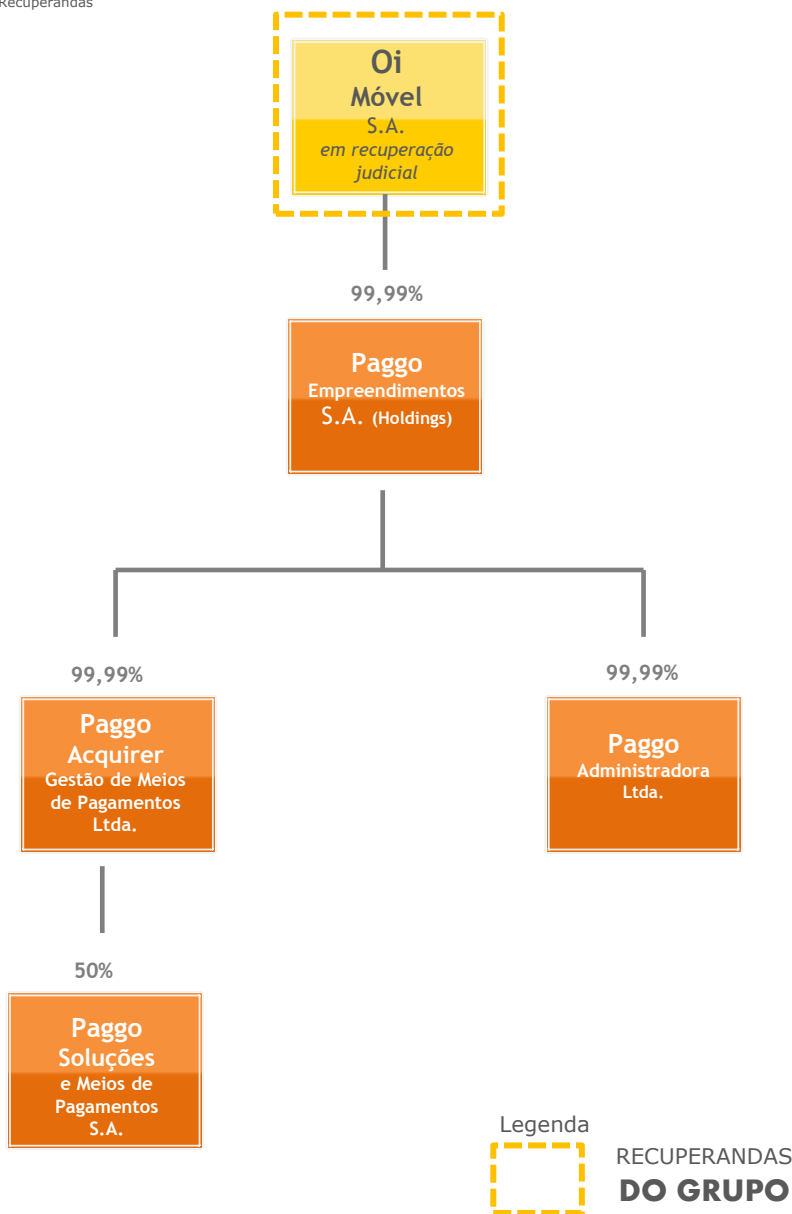 Recuperandas
Oi
Móvel
S.A.
em recuperação
judicial
99,99%
Paggo
Empreendimentos
S.A. (Holdings)
99,99%
99,99%
Paggo
Acquirer
Gestão de Meios
de Pagamentos
Ltda.
Paggo
Administradora
Ltda.
50%
Paggo
Soluções
e Meios de
Pagamentos
S.A.
Legenda
RECUPERANDAS
DO GRUPO